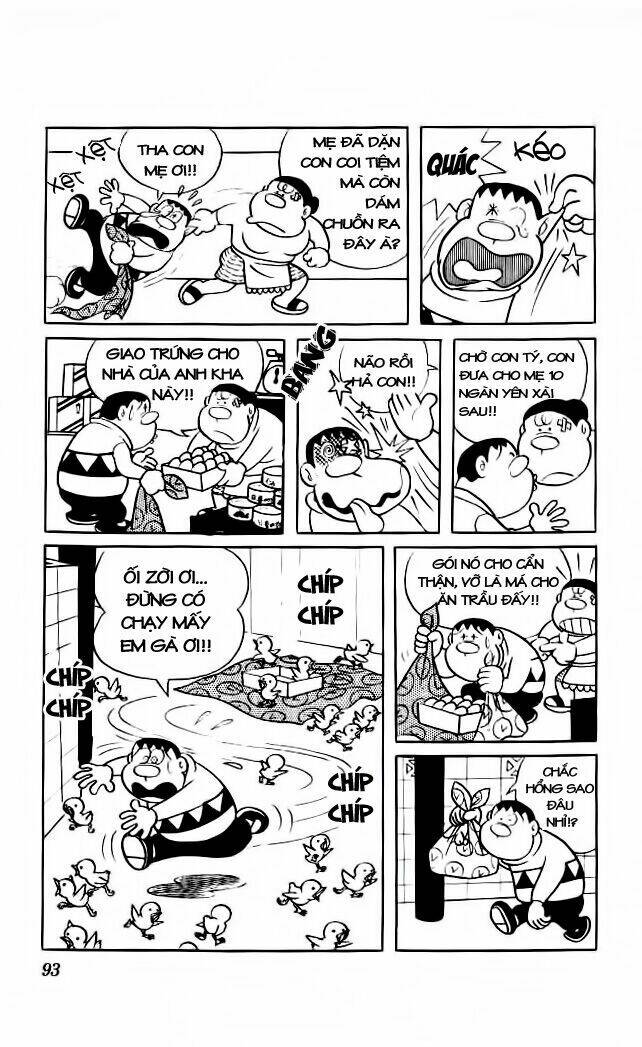 KÉO
QUÁC
MẸ ĐÃ DẶN
CON COI TIỆM
MÀ CÒN
DÁM
CHUỒN RA
ĐÂY À?
THA CON
MẸ ƠI!!
XỆT
XỆT
CHỜ CON TÝ, CON
ĐƯA CHO MẸ 10
NGÀN YÊN XÀI
SAU!!
NÃO RỒI
HẢ CON!!
BANG
GIAO TRỨNG CHO
NHÀ CỦA ANH KHA
NÀY!!
GÓI NÓ CHO CẨN
THẬN, VỠ LÀ MÁ CHO
ĂN TRẦU ĐẤY!!
CHẮC
HỔNG SAO
ĐÂU
NHỈ!?
ỐI ZỜI ƠI...
ĐỪNG CÓ
CHẠY MẤY
EM GÀ ƠI!!
CHÍP
CHÍP
CHÍP
CHÍP
CHÍP
CHÍP
93